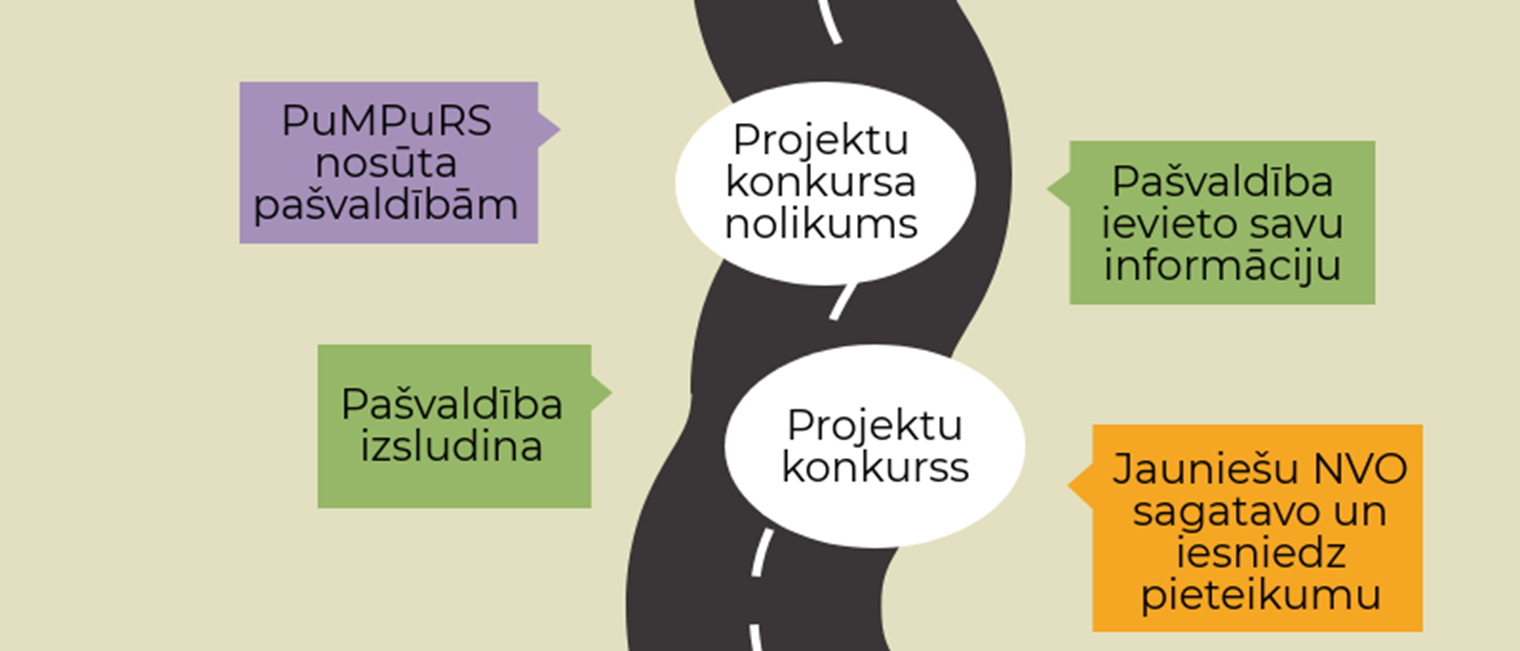 PuMPuRS
nosūta
pašvaldībām
Projektu
konkursa
nolikums
Pašvaldība
ievieto savu
informāciju
Pašvaldība
izsludina
Projektu
konkurss
Jauniešu NVO
sagatavo un
iesniedz
pieteikumu